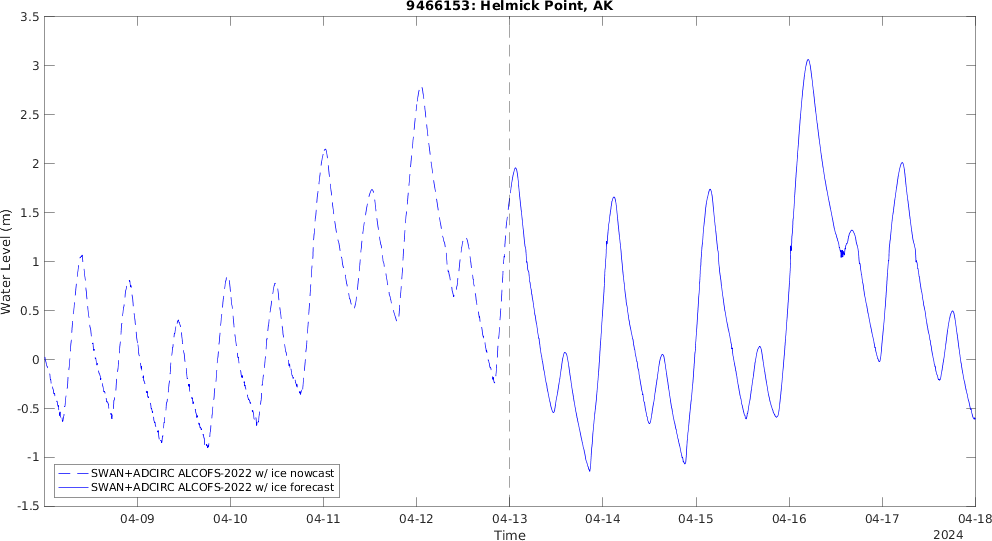 9466153: Helmick Point, AK
3.5
3
2.5
2
1.5
1
0.5
0
-0.5
-1
-1.5
Water Level (m)
SWAN+ADCIRC ALCOFS-2022 w/ ice nowcast
SWAN+ADCIRC ALCOFS-2022 w/ ice forecast
04-09 04-10 04-11 04-12 04-13 04-14 04-15 04-16 04-17 04-18
Time
2024